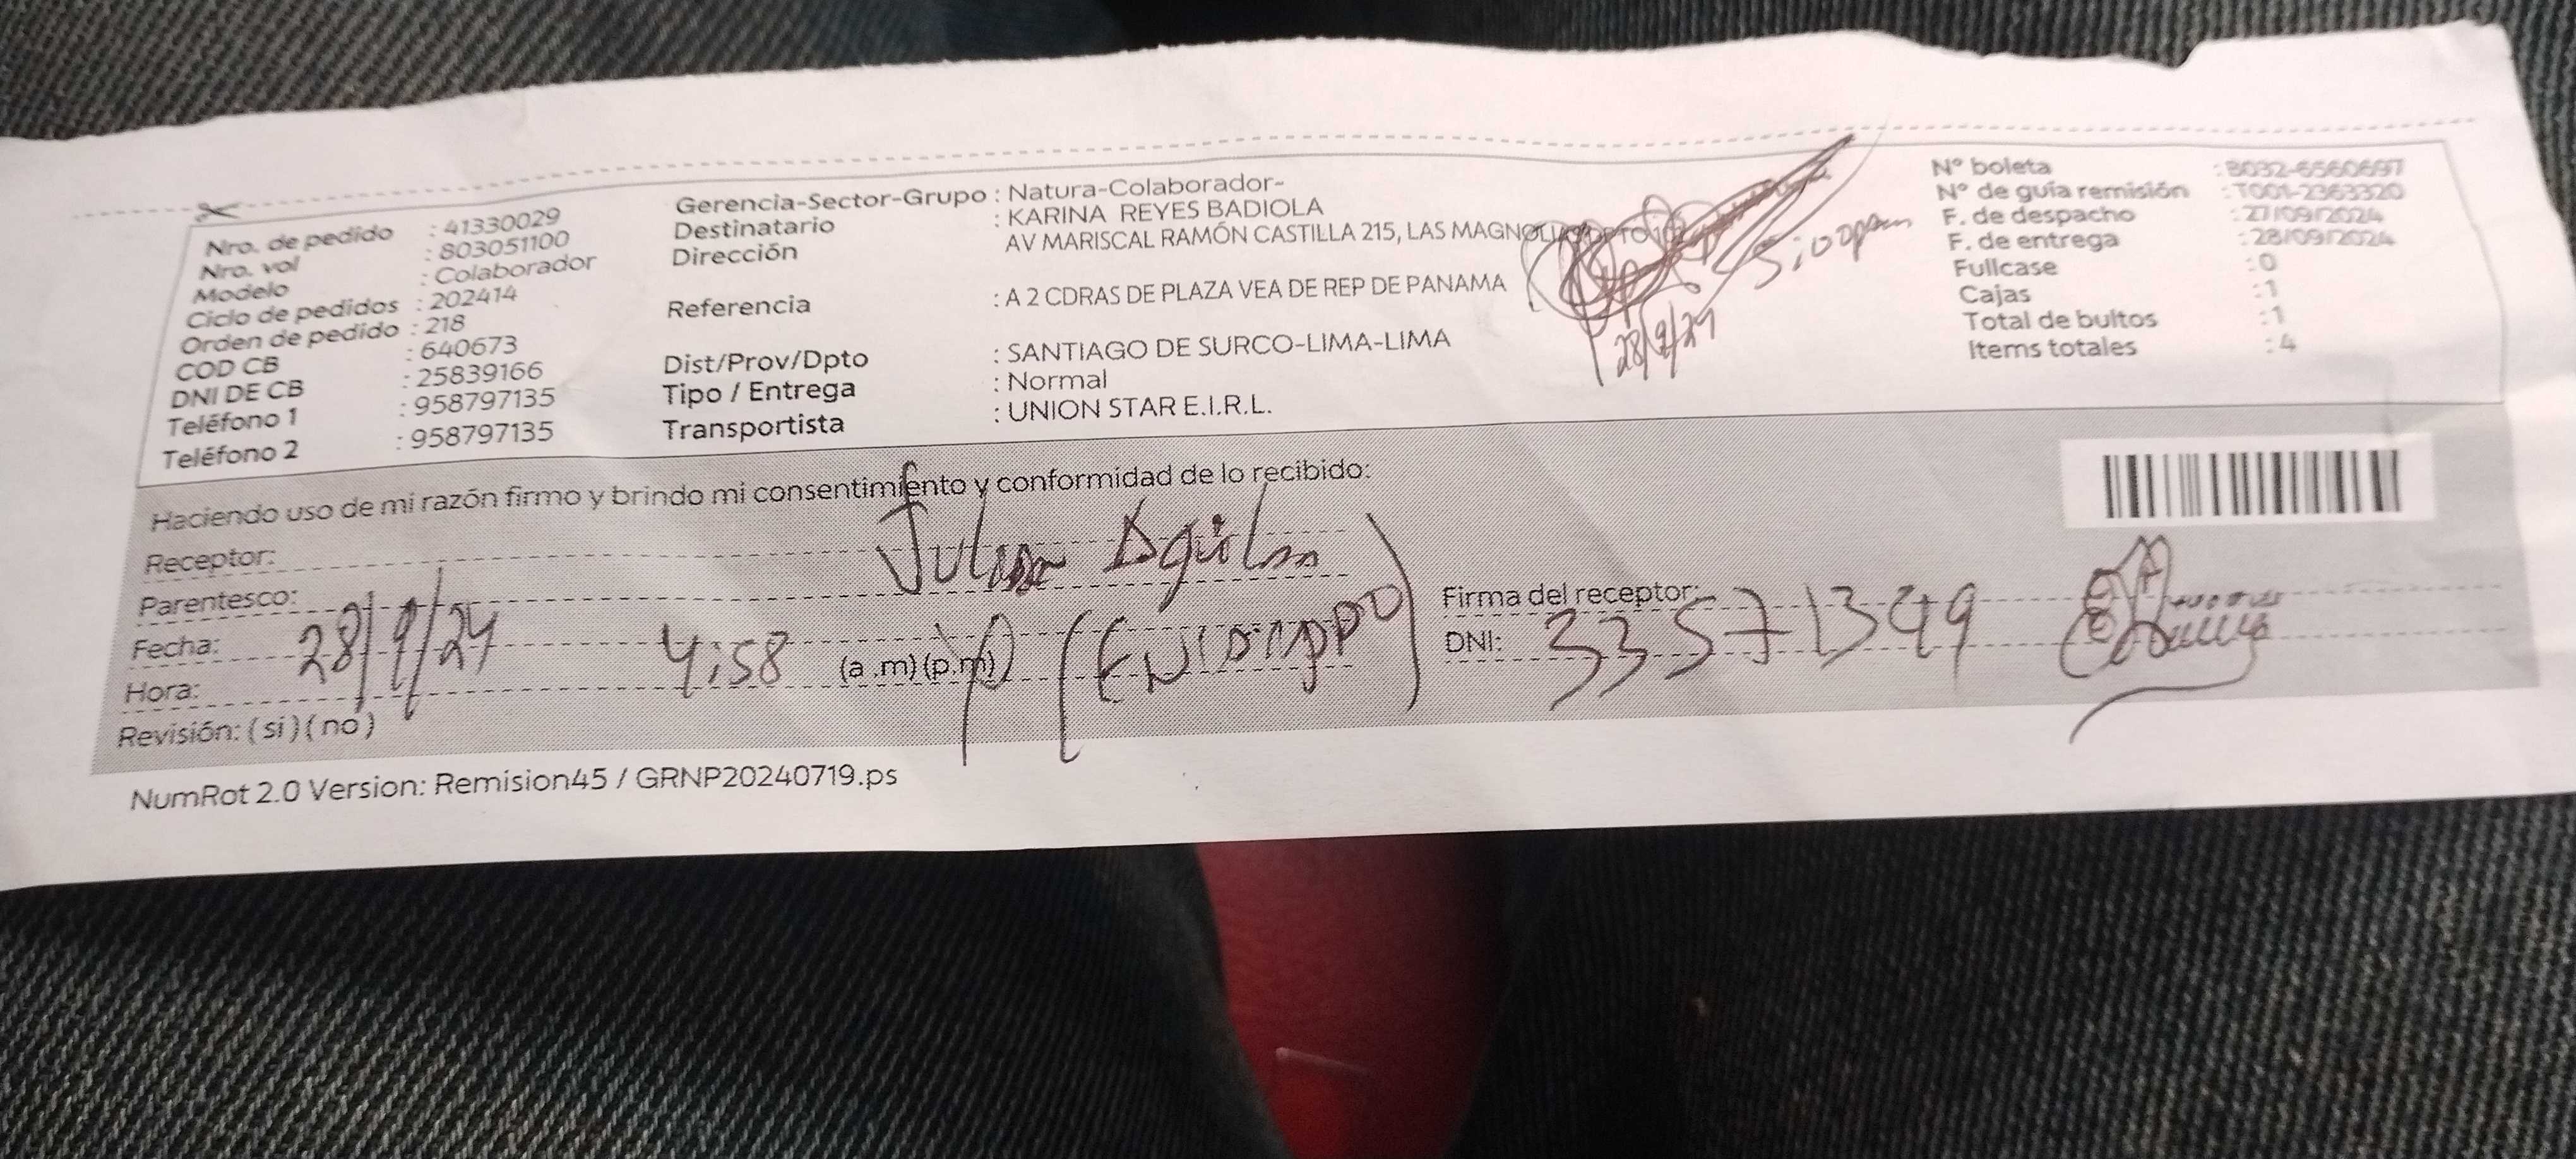 Nro. de pedido : 41330029
Nro. vol : 803051100
Modelo : Colaborador
Ciclo de pedidos : 202414
Orden de pedido : 218
COD CB : 640673
DNI DE CB : 25839166
Teléfono 1 : 958797135
Teléfono 2 : 958797135
Gerencia-Sector-Grupo : Natura-Colaborador-
Destinatario : KARINA REYES BADIOLA
Dirección AV MARISCAL RAMÓN CASTILLA 215, LAS MAGNOLIAS
Referencia : A 2 CDRAS DE PLAZA VEA DE REP DE PANAMA
Dist/Prov/Dpto : SANTIAGO DE SURCO-LIMA-LIMA
Tipo / Entrega : Normal
Transportista : UNION STAR E.I.R.L.
28/9/24
5:00pm
N° boleta : B032-6560697
N° de guía remisión : T001-2363320
F. de despacho : 27/09/2024
F. de entrega : 28/09/2024
Fullcase : 0
Cajas : 1
Total de bultos : 1
Items totales : 4
Haciendo uso de mi razón firmo y brindo mi consentimiento y conformidad de lo recibido:
Receptor:
Parentesco:
Fecha: 28/9/24
Hora: 4:58 (a .m) (p.m)
Revisión: ( si ) ( no )
Firma del receptor:
DNI: 33571349
NumRot 2.0 Version: Remision45 / GRNP20240719.ps